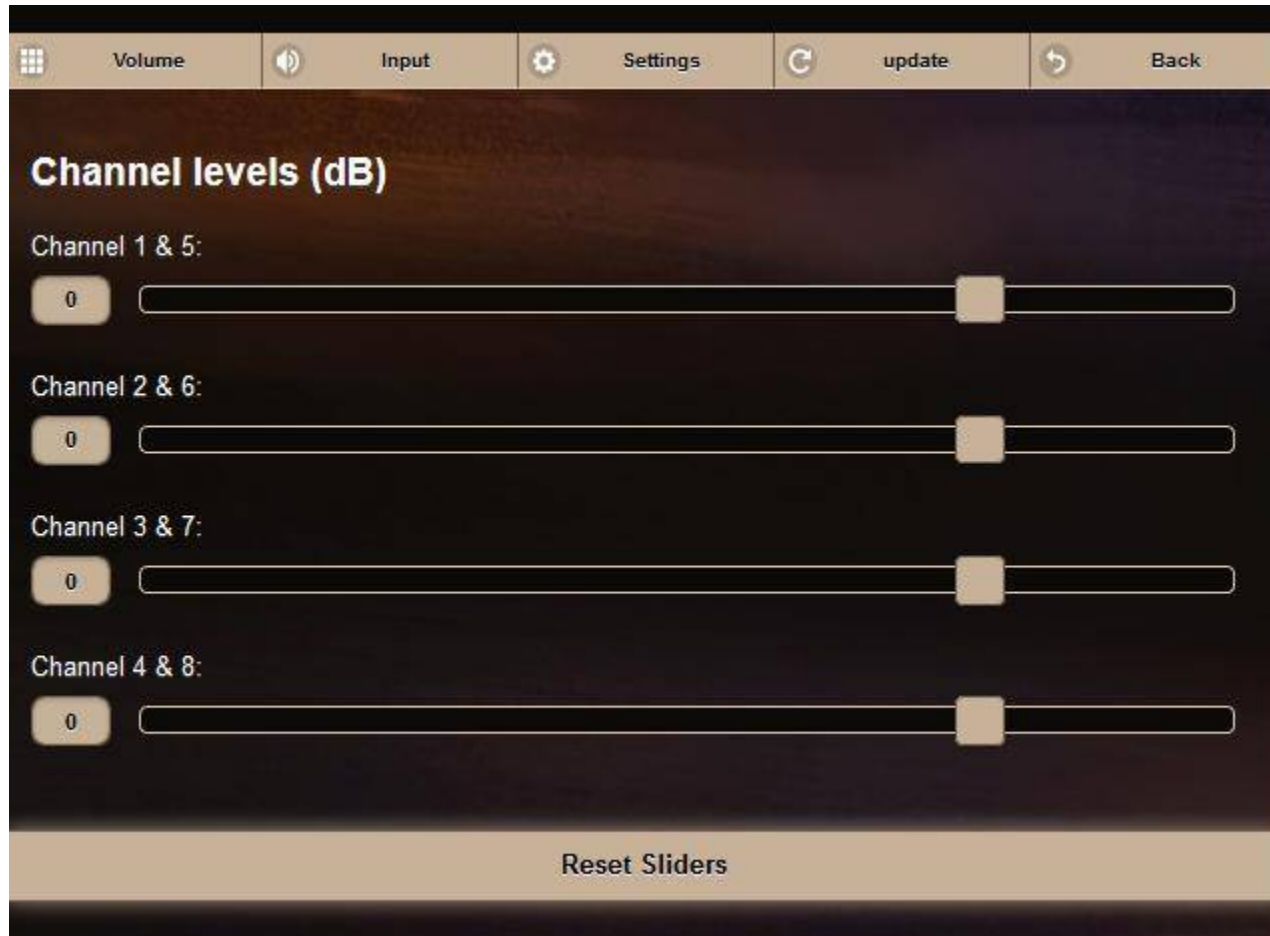 Volume Input Settings update Back
Channel levels (dB)
Channel 1 & 5:
0
Channel 2 & 6:
0
Channel 3 & 7:
0
Channel 4 & 8:
0
Reset Sliders